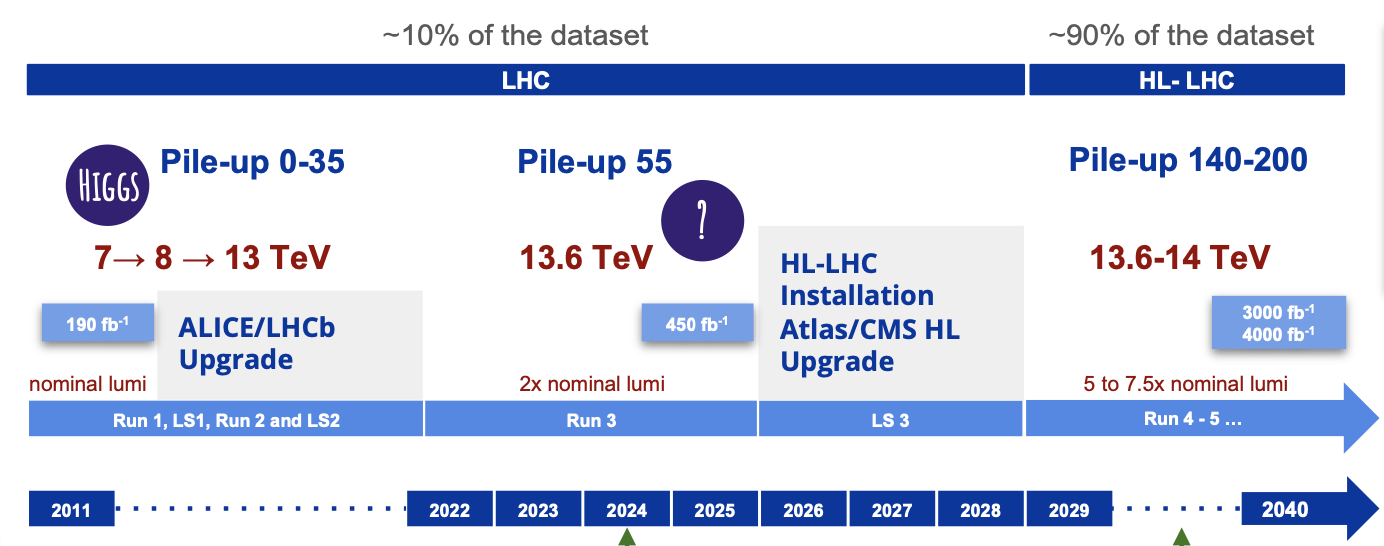 ~10% of the dataset
~90% of the dataset
LHC
HL- LHC
HIGGS
Pile-up 0-35
Pile-up 55
?
Pile-up 140-200
7→ 8 → 13 TeV
13.6 TeV
13.6-14 TeV
190 fb-1
ALICE/LHCb
Upgrade
450 fb-1
HL-LHC
Installation
Atlas/CMS HL
Upgrade
3000 fb-1
4000 fb-1
nominal lumi
2x nominal lumi
5 to 7.5x nominal lumi
Run 1, LS1, Run 2 and LS2
Run 3
LS 3
Run 4 - 5 ...
2011
2022
2023
2024
2025
2026
2027
2028
2029
2040